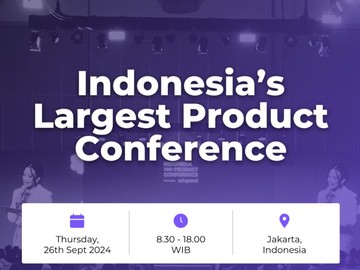 Indonesia’s
Largest Product
Conference
Thursday,
26th Sept 2024
8.30 - 18.00
WIB
Jakarta,
Indonesia